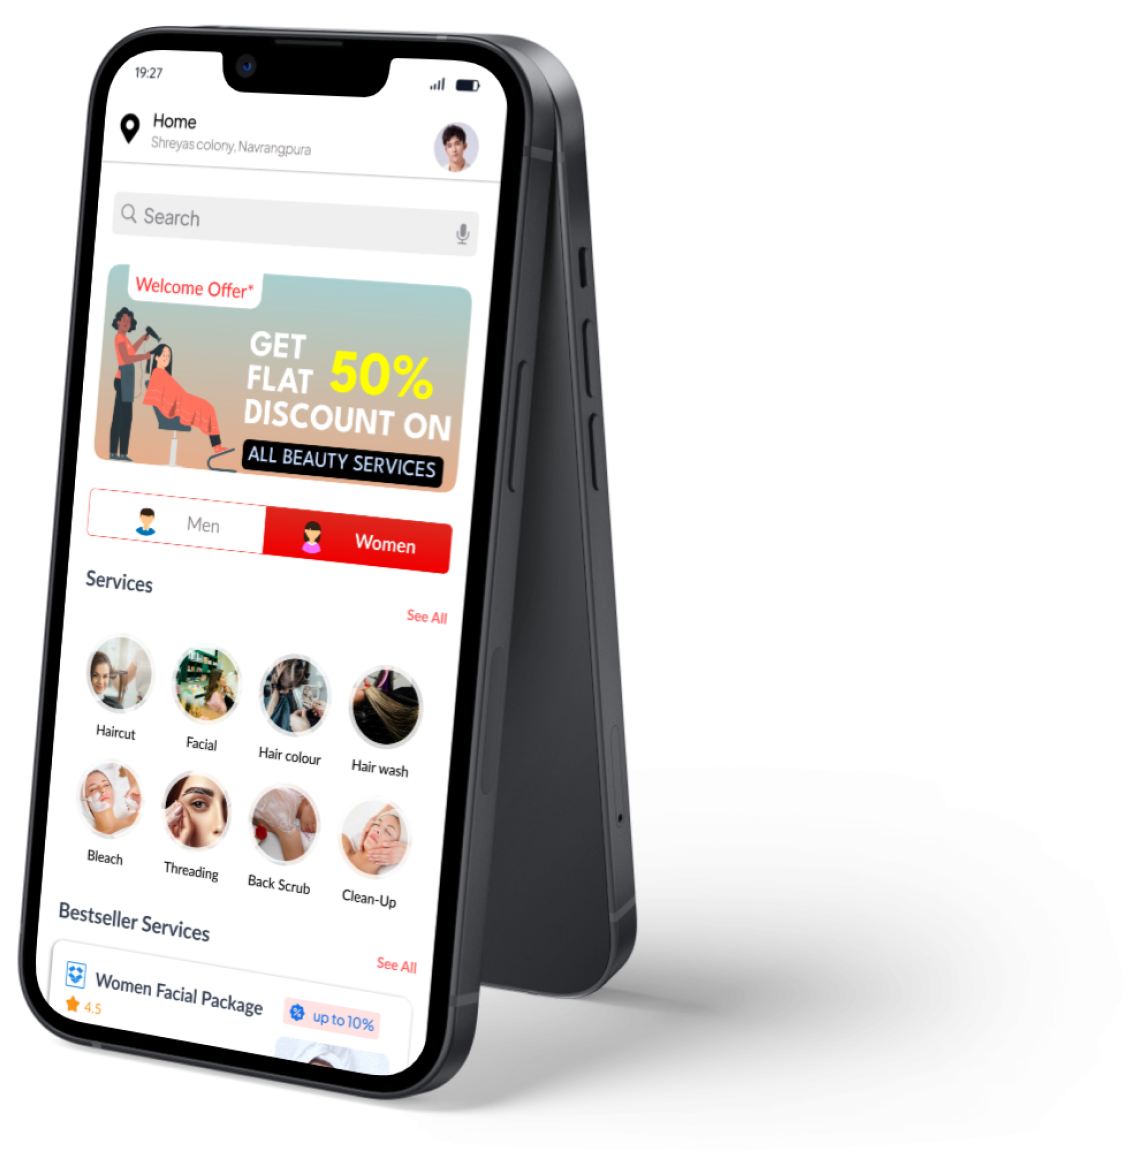 19:27
Home
Shreyas colony, Navrangpura
Search
Welcome Offer*
GET
FLAT 50%
DISCOUNT ON
ALL BEAUTY SERVICES
Men
Women
Services
See All
Haircut
Facial
Hair colour
Hair wash
Bleach
Threading
Back Scrub
Clean-Up
Bestseller Services
See All
Women Facial Package
up to 10%
4.5